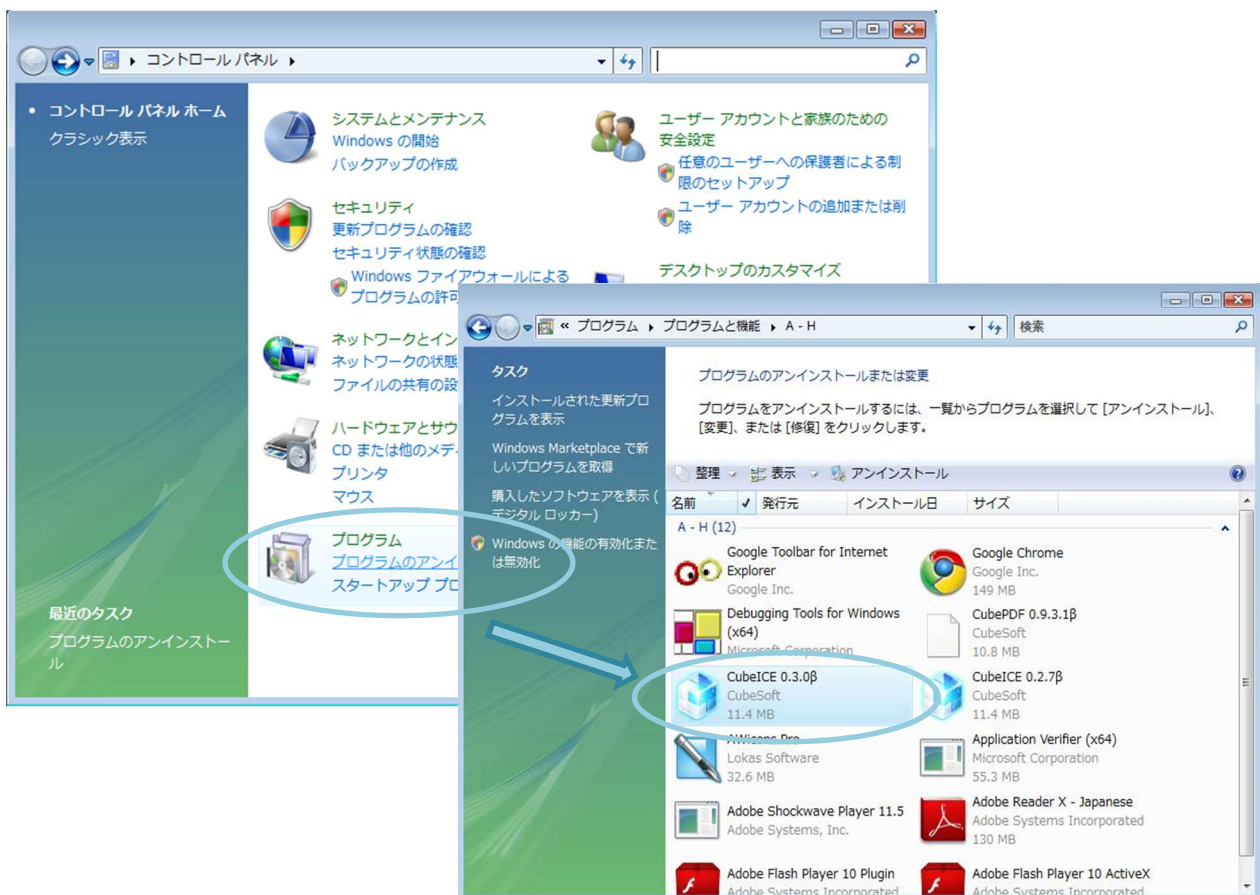 コントロール パネル
コントロール パネル ホーム
クラシック表示
最近のタスク
プログラムのアンインストー
ル
システムとメンテナンス
Windows の開始
バックアップの作成
セキュリティ
更新プログラムの確認
セキュリティ状態の確認
Windows ファイアウォールによる
プログラムの許可
ネットワークとイン
ネットワークの状態
ファイルの共有の設
ハードウェアとサウ
CD または他のメデ
プリンタ
マウス
プログラム
プログラムのアンイ
スタートアップ プロ
ユーザー アカウントと家族のための
安全設定
任意のユーザーへの保護者による制
限のセットアップ
ユーザー アカウントの追加または削
除
デスクトップのカスタマイズ
« プログラム プログラムと機能 A - H
検索
タスク
インストールされた更新プロ
グラムを表示
Windows Marketplace で新
しいプログラムを取得
購入したソフトウェアを表示 (
デジタル ロッカー)
Windows の機能の有効化また
は無効化
プログラムのアンインストールまたは変更
プログラムをアンインストールするには、一覧からプログラムを選択して [アンインストール]、
[変更]、または [修復] をクリックします。
整理 表示 アンインストール
名前 発行元 インストール日 サイズ
A - H (12)
Google Toolbar for Internet
Explorer
Google Inc.
Google Chrome
Google Inc.
149 MB
Debugging Tools for Windows
(x64)
Microsoft Corporation
CubePDF 0.9.3.1β
CubeSoft
10.8 MB
CubeICE 0.3.0β
CubeSoft
11.4 MB
CubeICE 0.2.7β
CubeSoft
11.4 MB
AWicons Pro
Lokas Software
32.6 MB
Application Verifier (x64)
Microsoft Corporation
55.3 MB
Adobe Shockwave Player 11.5
Adobe Systems, Inc.
Adobe Reader X - Japanese
Adobe Systems Incorporated
130 MB
Adobe Flash Player 10 Plugin
Adobe Systems Incorporated
Adobe Flash Player 10 ActiveX
Adobe Systems Incorporated